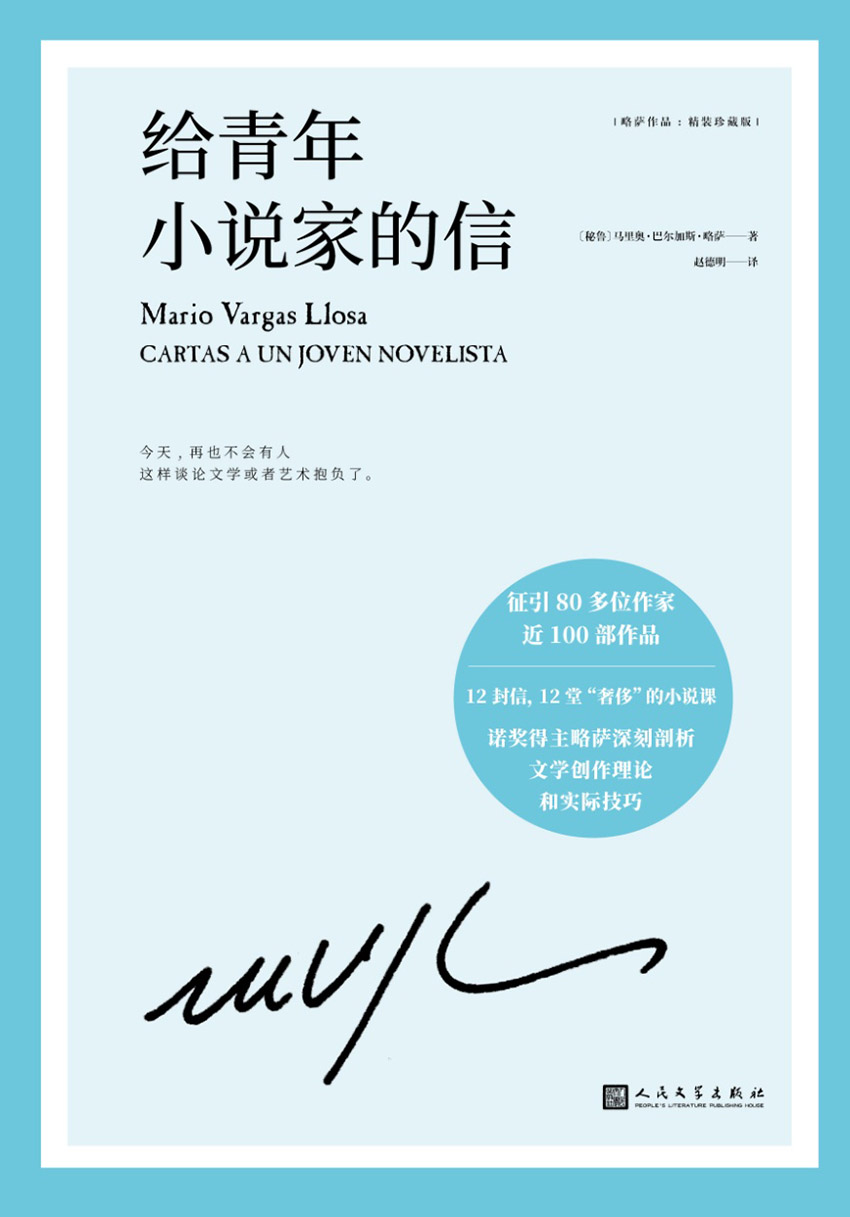 给青年
小说家的信
|略萨作品：精装珍藏版|
〔秘鲁〕马里奥·巴尔加斯·略萨——著
赵德明——译
Mario Vargas Llosa
CARTAS A UN JOVEN NOVELISTA
今天，再也不会有人
这样谈论文学或者艺术抱负了。
征引 80 多位作家
近 100 部作品
12 封信, 12 堂“奢侈”的小说课
诺奖得主略萨深刻剖析
文学创作理论
和实际技巧
人民文学出版社
PEOPLE'S LITERATURE PUBLISHING HOUSE